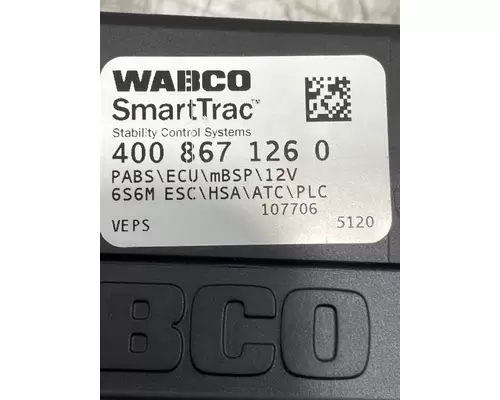 WABCO
SmartTrac™
Stability Control Systems
400 867 126 0
PABS\ECU\mBSP\12V
6S6M ESC\HSA\ATC\PLC
107706
VEPS 5120
BCO